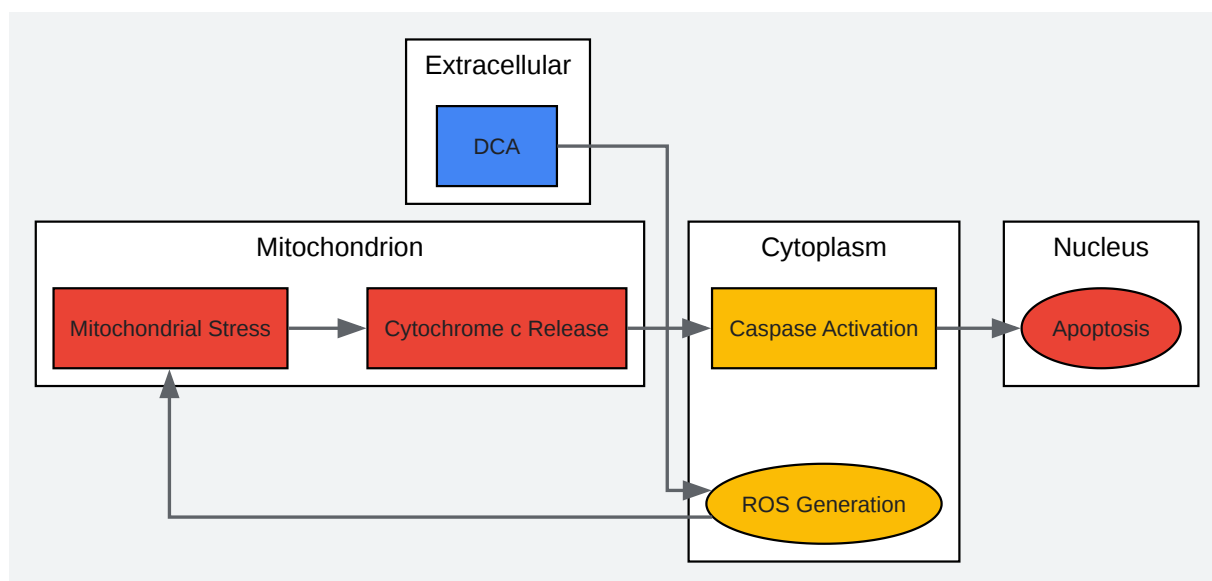 Extracellular
DCA
Mitochondrion
Cytoplasm
Nucleus
Mitochondrial Stress
Cytochrome c Release
Caspase Activation
Apoptosis
ROS Generation